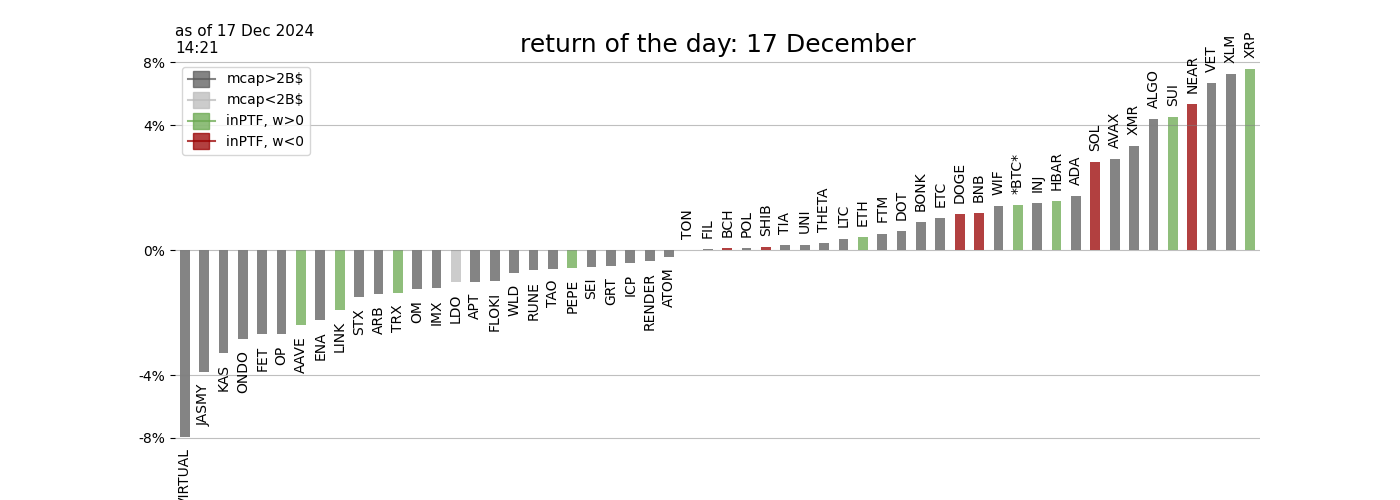 as of 17 Dec 2024
14:21
return of the day: 17 December
8%
4%
0%
-4%
-8%
mcap>2B$
mcap<2B$
inPTF, w>0
inPTF, w<0
VIRTUAL
JASMY
KAS
ONDO
FET
OP
AAVE
ENA
LINK
STX
ARB
TRX
OM
IMX
LDO
APT
FLOKI
WLD
RUNE
TAO
PEPE
SEI
GRT
ICP
RENDER
ATOM
TON
FIL
BCH
POL
SHIB
TIA
UNI
THETA
LTC
ETH
FTM
DOT
BONK
ETC
DOGE
BNB
WIF
*BTC*
INJ
HBAR
ADA
SOL
AVAX
XMR
ALGO
SUI
NEAR
VET
XLM
XRP